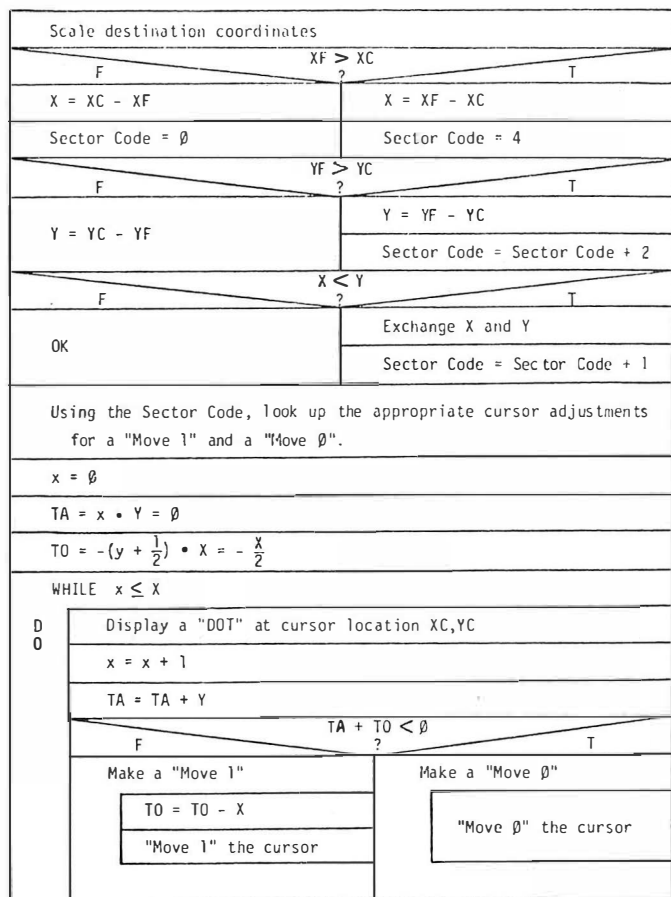 Scale destination coordinates
XF > XC
F ? T
X = XC - XF
X = XF - XC
Sector Code = Ø
Sector Code = 4
YF > YC
F ? T
Y = YC - YF
Y = YF - YC
Sector Code = Sector Code + 2
X < Y
F ? T
OK
Exchange X and Y
Sector Code = Sector Code + 1
Using the Sector Code, look up the appropriate cursor adjustments
for a "Move 1" and a "Move Ø".
x = Ø
TA = x • Y = Ø
TO = -(y + 1/2) • X = - X/2
WHILE x ≤ X
DO
Display a "DOT" at cursor location XC,YC
x = x + 1
TA = TA + Y
TA + TO < Ø
F ? T
Make a "Move 1"
TO = TO - X
"Move 1" the cursor
Make a "Move Ø"
"Move Ø" the cursor